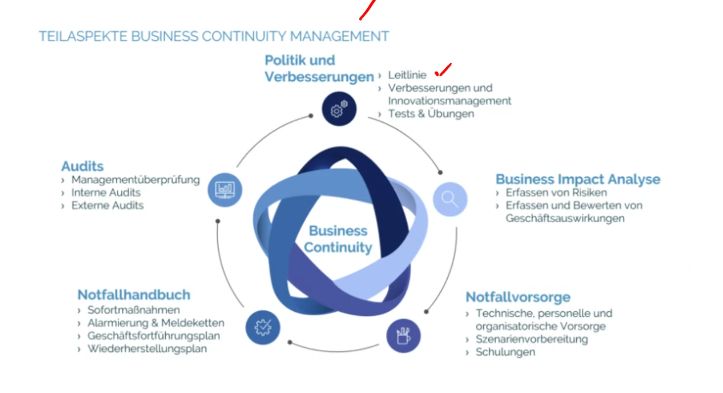 TEILASPEKTE BUSINESS CONTINUITY MANAGEMENT
Politik und
Verbesserungen
› Leitlinie
› Verbesserungen und
Innovationsmanagement
› Tests & Übungen
Audits
› Managementüberprüfung
› Interne Audits
› Externe Audits
Business Impact Analyse
› Erfassen von Risiken
› Erfassen und Bewerten von
Geschäftsauswirkungen
Business
Continuity
Notfallhandbuch
› Sofortmaßnahmen
› Alarmierung & Meldeketten
› Geschäftsfortführungsplan
› Wiederherstellungsplan
Notfallvorsorge
› Technische, personelle und
organisatorische Vorsorge
› Szenarienvorbereitung
› Schulungen